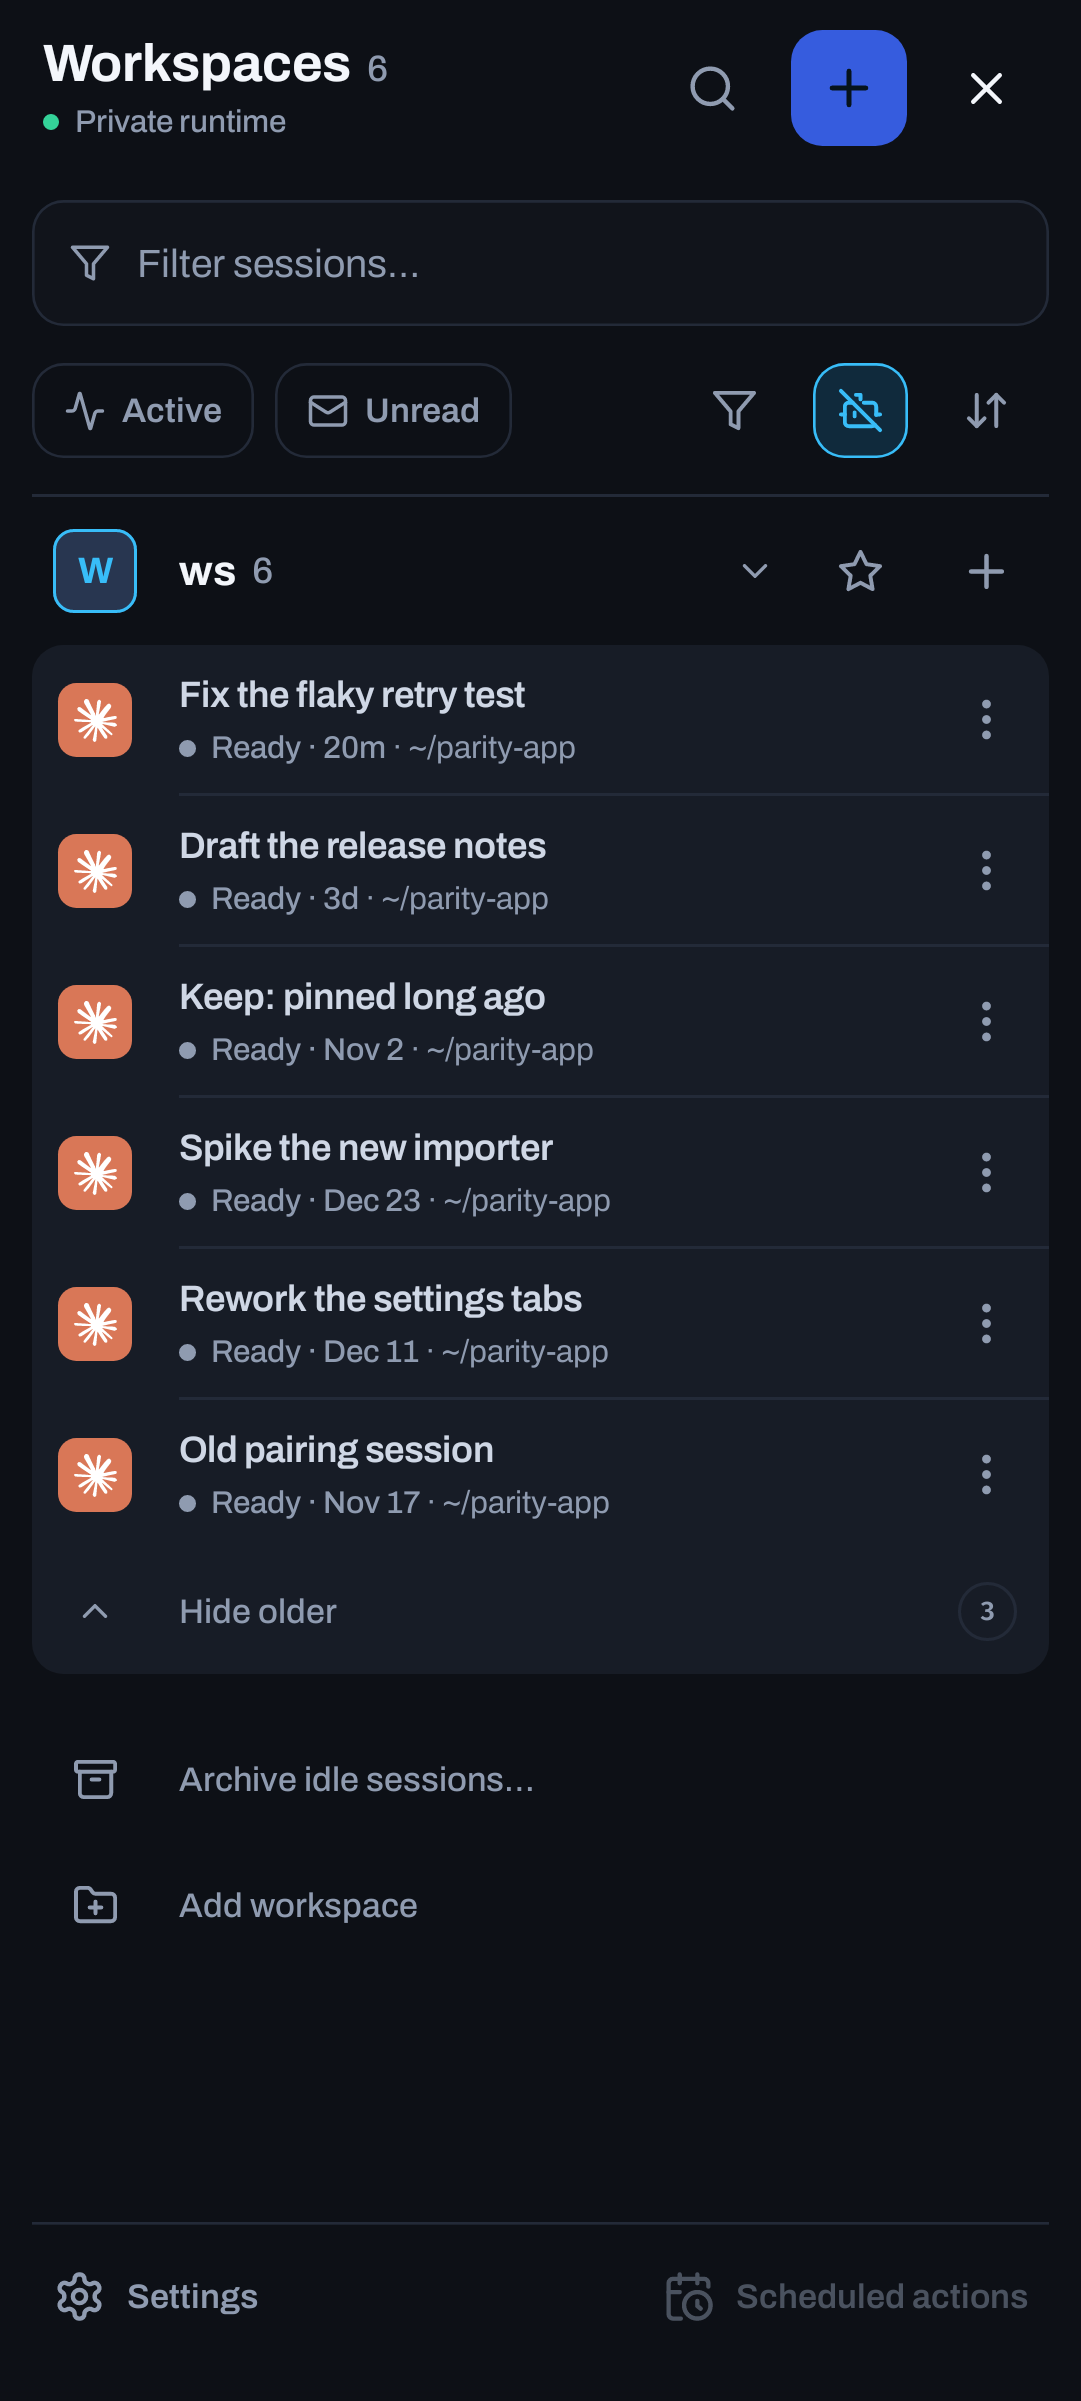 Workspaces 6
Private runtime
Filter sessions...
Active
Unread
W
ws 6
Fix the flaky retry test
Ready · 20m · ~/parity-app
Draft the release notes
Ready · 3d · ~/parity-app
Keep: pinned long ago
Ready · Nov 2 · ~/parity-app
Spike the new importer
Ready · Dec 23 · ~/parity-app
Rework the settings tabs
Ready · Dec 11 · ~/parity-app
Old pairing session
Ready · Nov 17 · ~/parity-app
Hide older 3
Archive idle sessions...
Add workspace
Settings
Scheduled actions